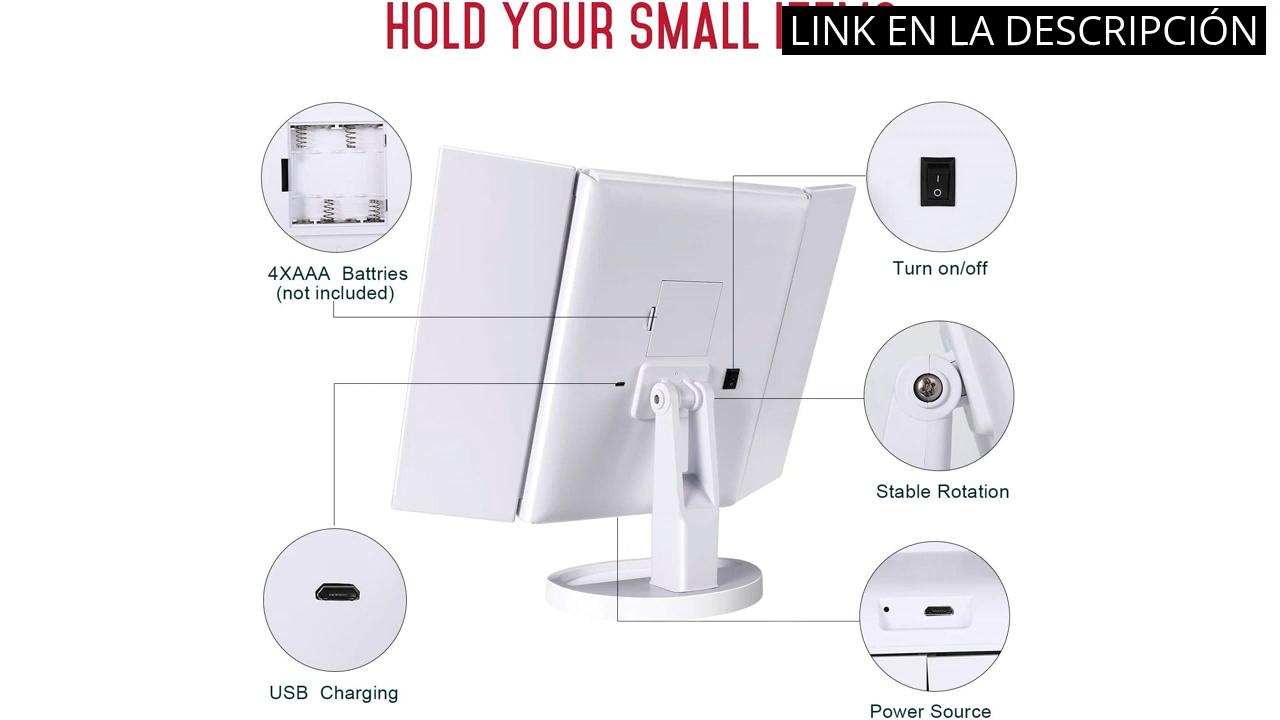 HOLD YOUR SMALL ITEMS
LINK EN LA DESCRIPCIÓN
4XAAA Battries
(not included)
Turn on/off
Stable Rotation
USB Charging
Power Source